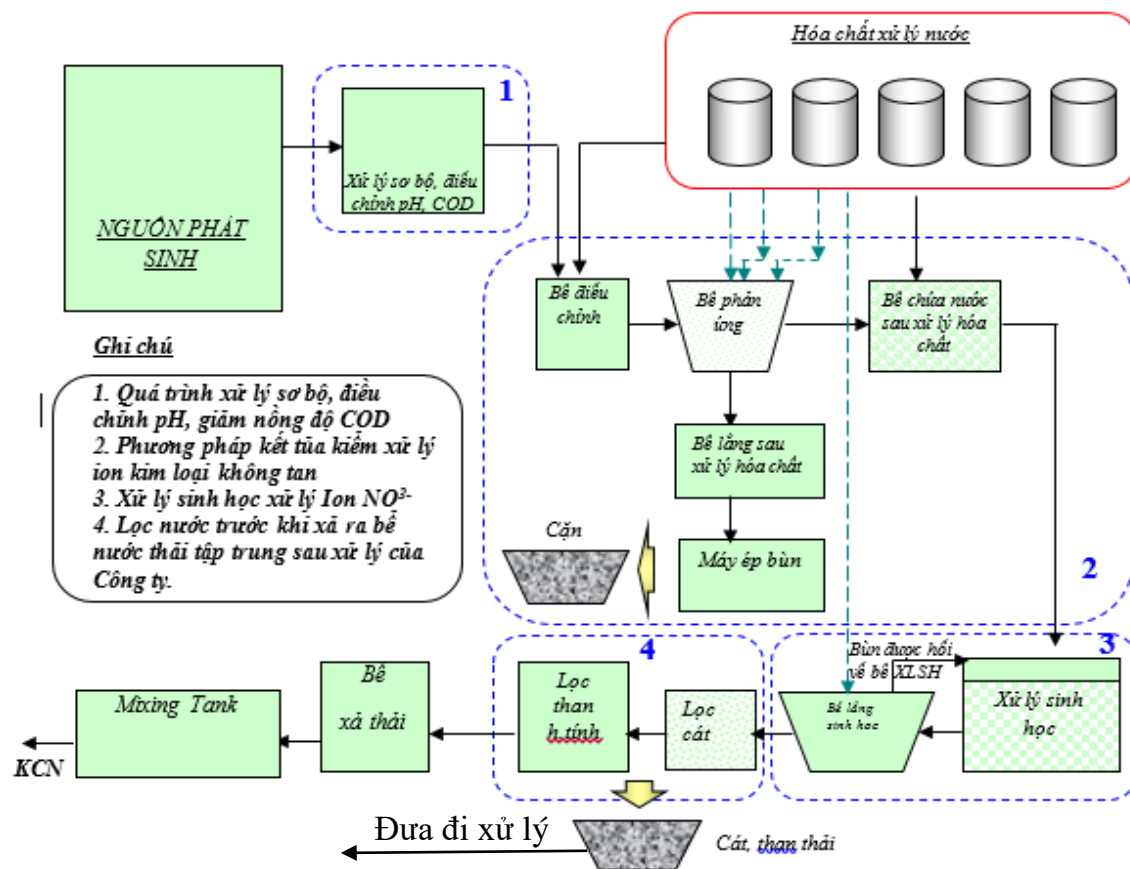 Hóa chất xử lý nước
1
Xử lý sơ bộ, điều
chỉnh pH, COD
NGUỒN PHÁT
SINH
Bể điều
chỉnh
Bể phản
ứng
Bể chứa nước
sau xử lý hóa
chất
Ghi chú
1. Quá trình xử lý sơ bộ, điều
chỉnh pH, giảm nồng độ COD
2. Phương pháp kết tủa kiềm xử lý
ion kim loại không tan
3. Xử lý sinh học xử lý Ion NO³⁻
4. Lọc nước trước khi xả ra bể
nước thải tập trung sau xử lý của
Công ty.
Bể lắng sau
xử lý hóa chất
Cặn
Máy ép bùn
2
4
3
Bùn được hồi
về bể XLSH
Mixing Tank
Bể
xả thải
Lọc
than
h.tính
Lọc
cát
Bể lắng
sinh học
Xử lý sinh
học
KCN
Đưa đi xử lý
Cát, than thải